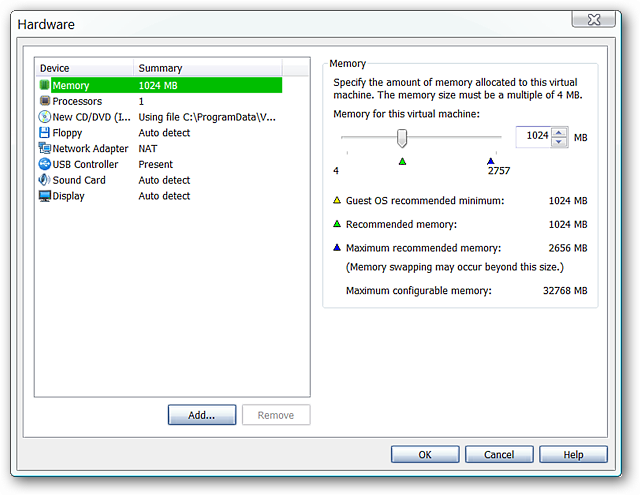 Hardware
Device Summary
Memory 1024 MB
Processors 1
New CD/DVD (I... Using file C:\ProgramData\V...
Floppy Auto detect
Network Adapter NAT
USB Controller Present
Sound Card Auto detect
Display Auto detect
Add... Remove
Memory
Specify the amount of memory allocated to this virtual
machine. The memory size must be a multiple of 4 MB.
Memory for this virtual machine:
1024 MB
4 2757
Guest OS recommended minimum: 1024 MB
Recommended memory: 1024 MB
Maximum recommended memory: 2656 MB
(Memory swapping may occur beyond this size.)
Maximum configurable memory: 32768 MB
OK Cancel Help